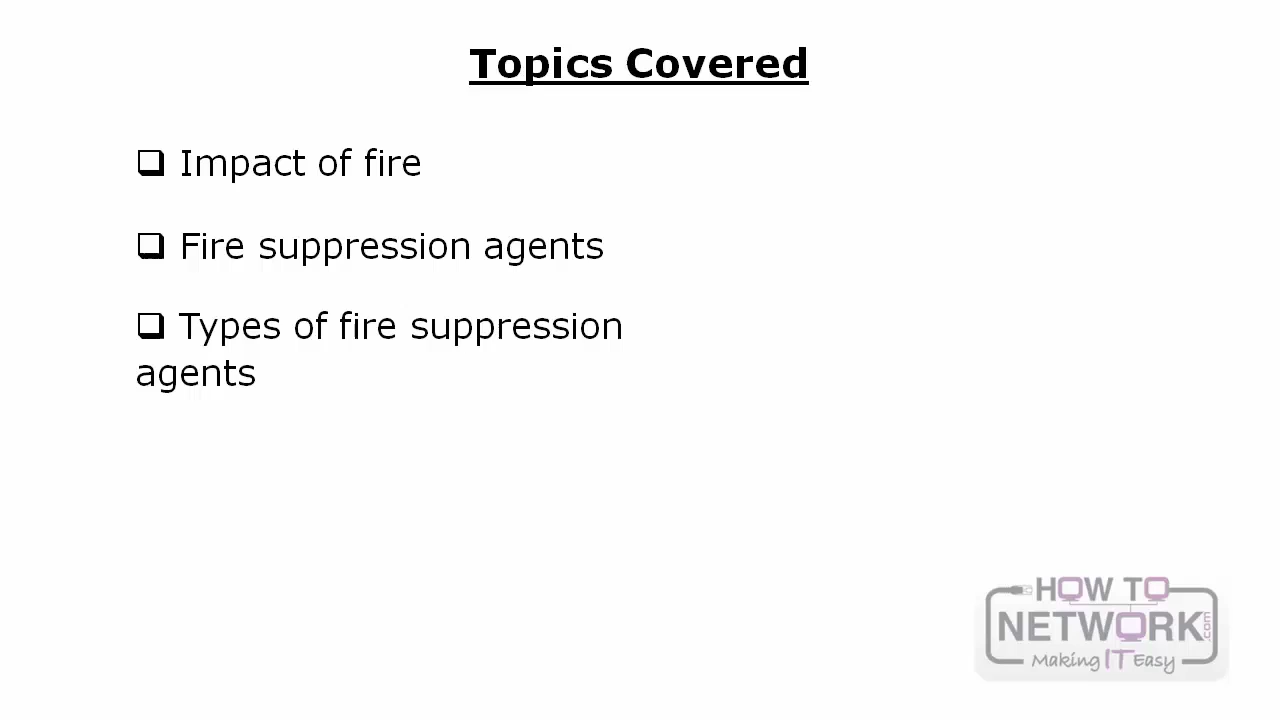 Topics Covered
❑ Impact of fire
❑ Fire suppression agents
❑ Types of fire suppression
agents
HOW TO
NETWORK.com
Making IT Easy